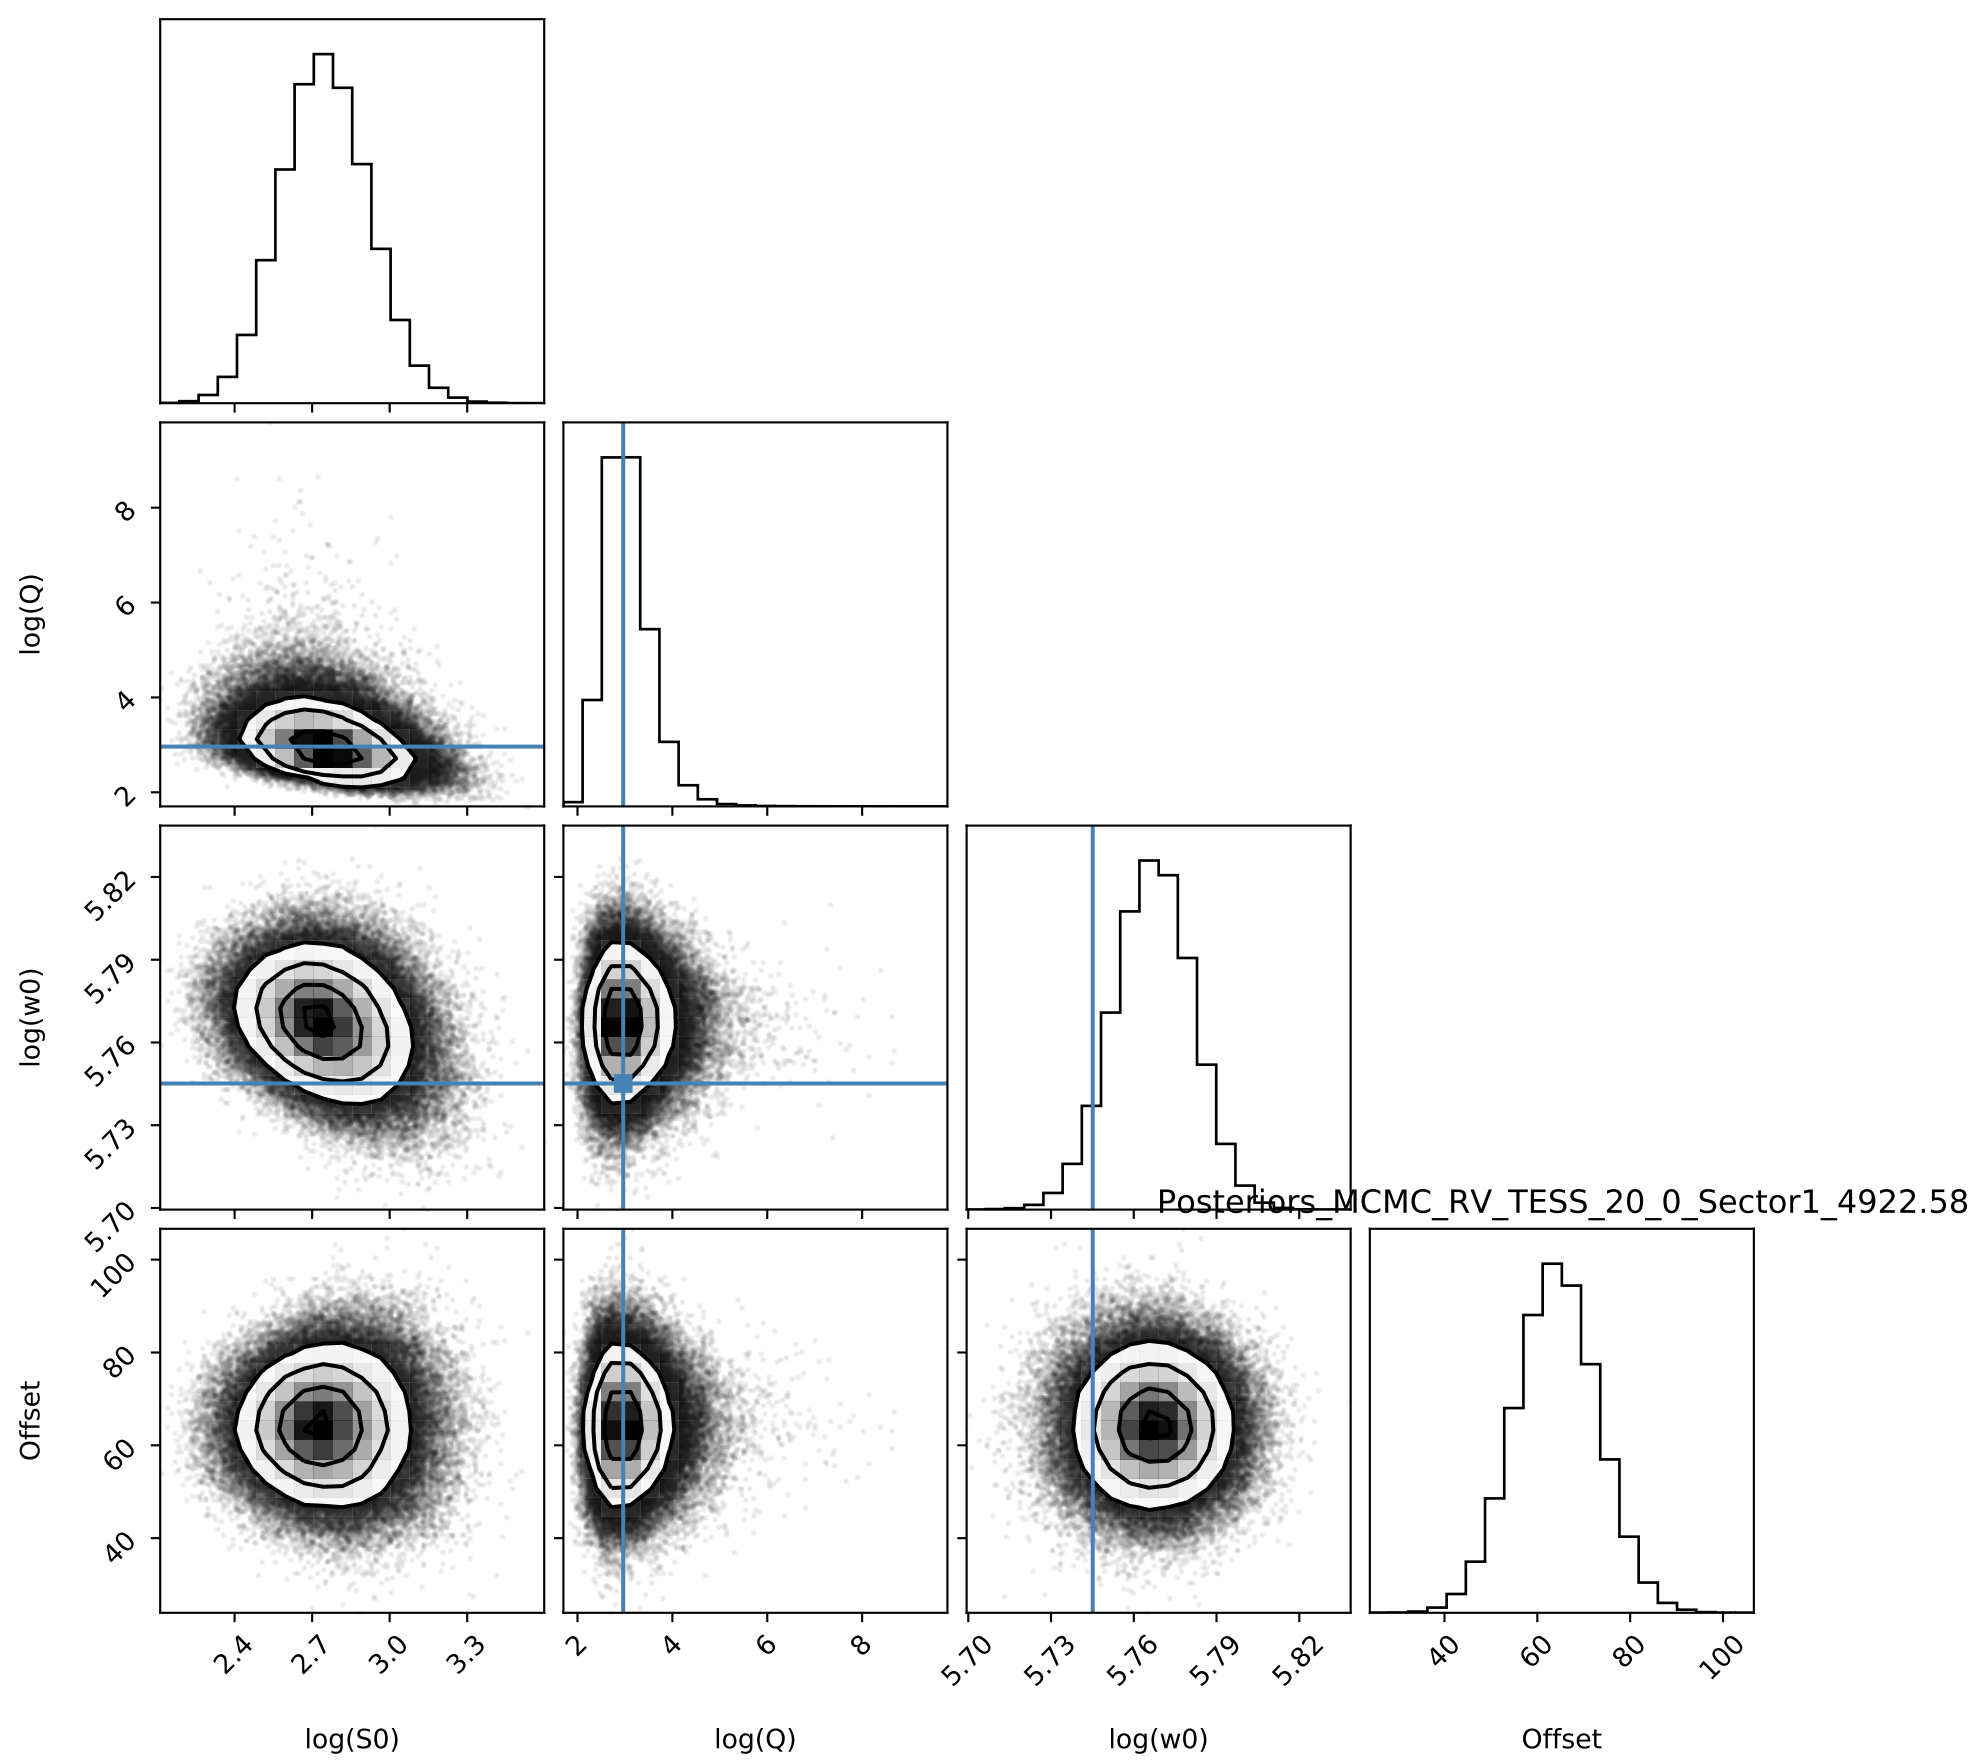 log(Q)
8
6
4
2
log(w0)
5.82
5.79
5.76
5.73
5.70
Posteriors_MCMC_RV_TESS_20_0_Sector1_4922.58
Offset
100
80
60
40
2.4 2.7 3.0 3.3
2 4 6 8
5.70 5.73 5.76 5.79 5.82
40 60 80 100
log(S0) log(Q) log(w0) Offset